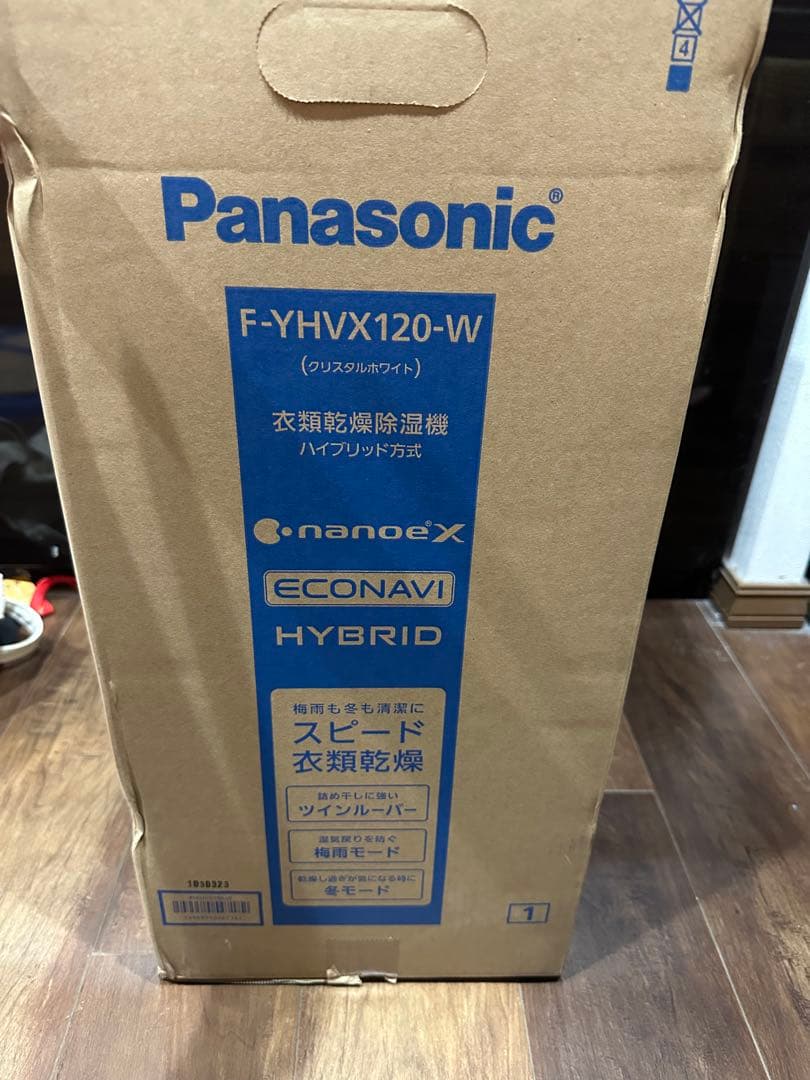 4
Panasonic®
F-YHVX120-W
(クリスタルホワイト)
衣類乾燥除湿機
ハイブリッド方式
nanoe®X
ECONAVI
HYBRID
梅雨も冬も清潔に
スピード
衣類乾燥
詰め干しに強い
ツインルーバー
湿気戻りを防ぐ
梅雨モード
乾燥し過ぎが気になる時に
冬モード
1